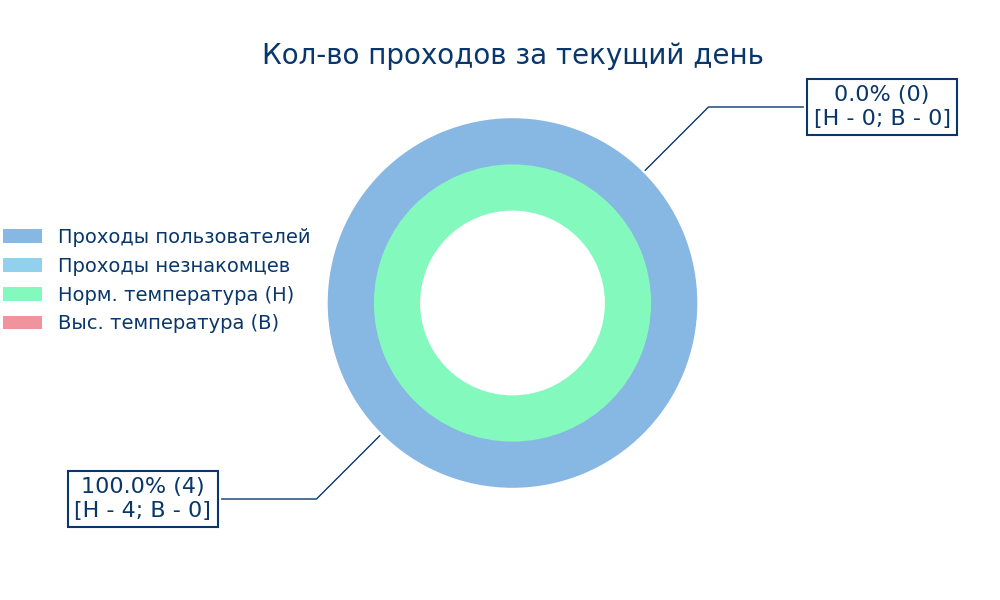 Кол-во проходов за текущий день
0.0% (0)
[Н - 0; В - 0]
Проходы пользователей
Проходы незнакомцев
Норм. температура (Н)
Выс. температура (В)
100.0% (4)
[Н - 4; В - 0]